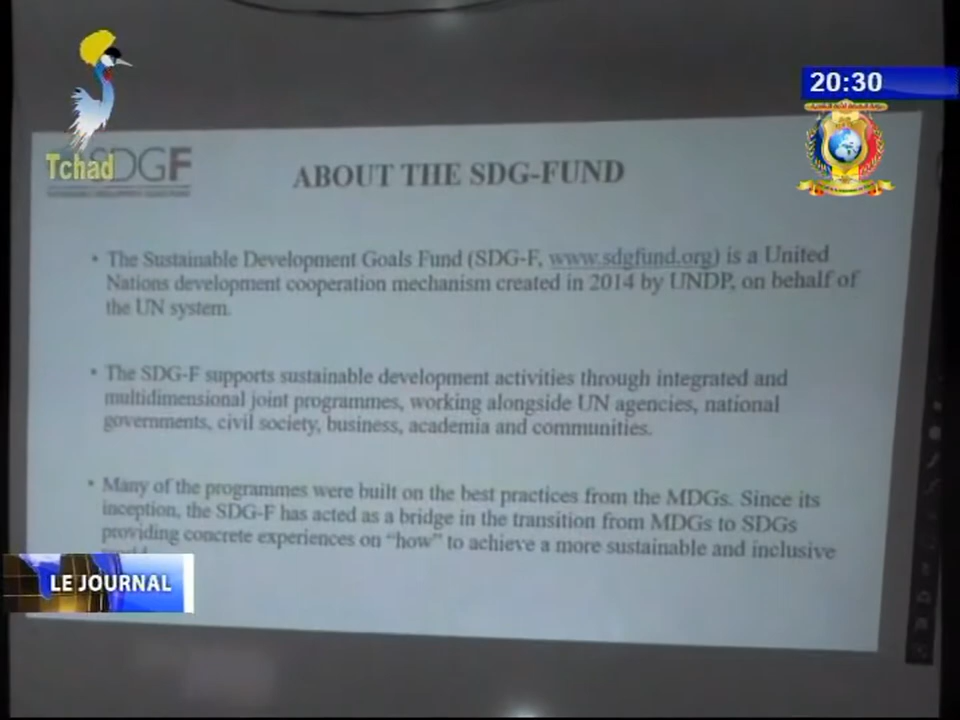 20:30
Tchad
SDGF
ABOUT THE SDG-FUND
• The Sustainable Development Goals Fund (SDG-F, www.sdgfund.org) is a United
Nations development cooperation mechanism created in 2014 by UNDP, on behalf of
the UN system.
• The SDG-F supports sustainable development activities through integrated and
multidimensional joint programmes, working alongside UN agencies, national
governments, civil society, business, academia and communities.
• Many of the programmes were built on the best practices from the MDGs. Since its
inception, the SDG-F has acted as a bridge in the transition from MDGs to SDGs
providing concrete experiences on “how” to achieve a more sustainable and inclusive
LE JOURNAL